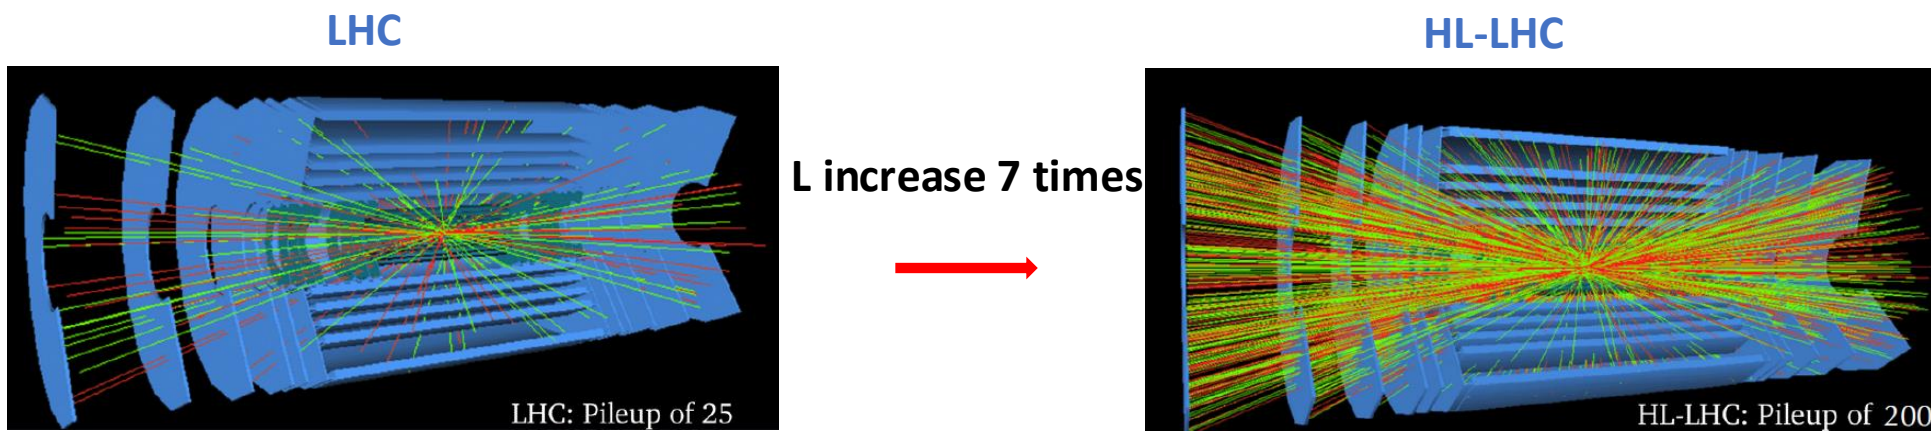 LHC
HL-LHC
L increase 7 times
LHC: Pileup of 25
HL-LHC: Pileup of 200